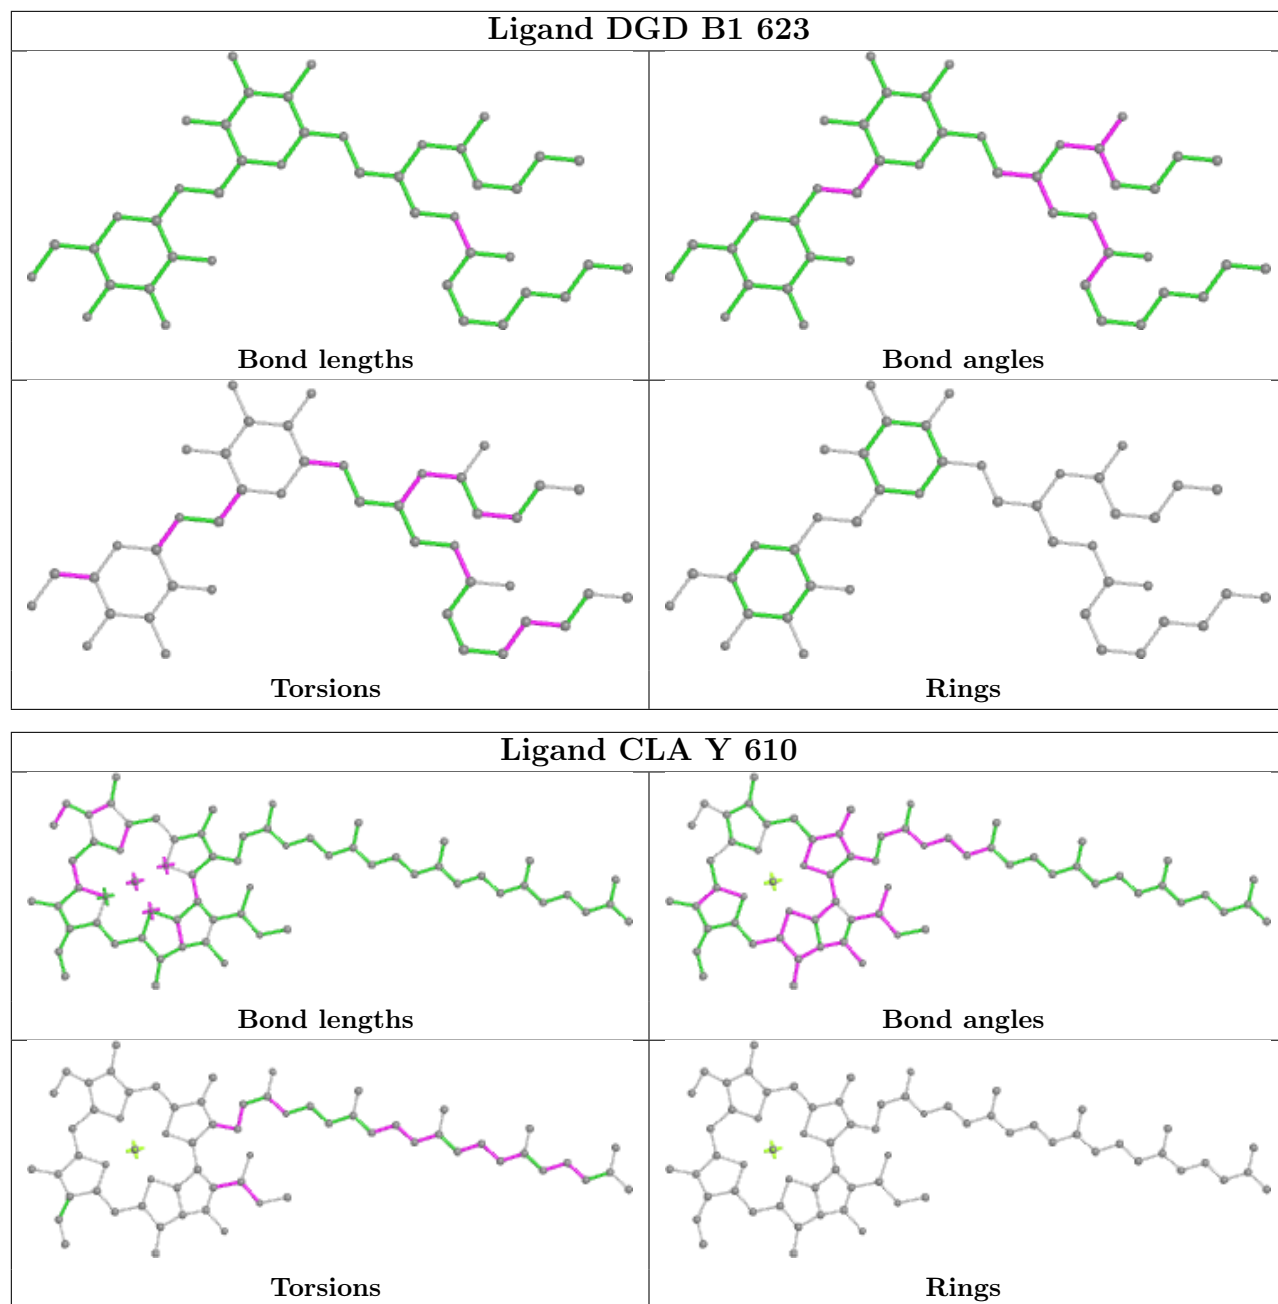 Ligand DGD B1 623
Bond lengths
Bond angles
Torsions
Rings
Ligand CLA Y 610
Bond lengths
Bond angles
Torsions
Rings